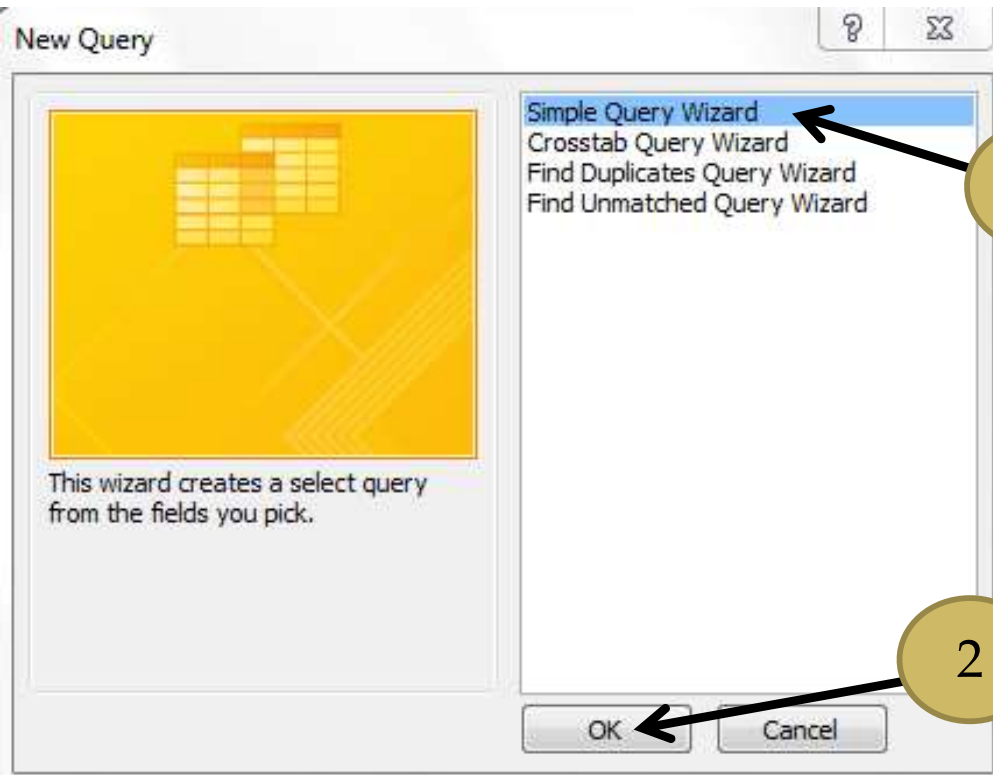 New Query
Simple Query Wizard
Crosstab Query Wizard
Find Duplicates Query Wizard
Find Unmatched Query Wizard
This wizard creates a select query
from the fields you pick.
2
OK
Cancel